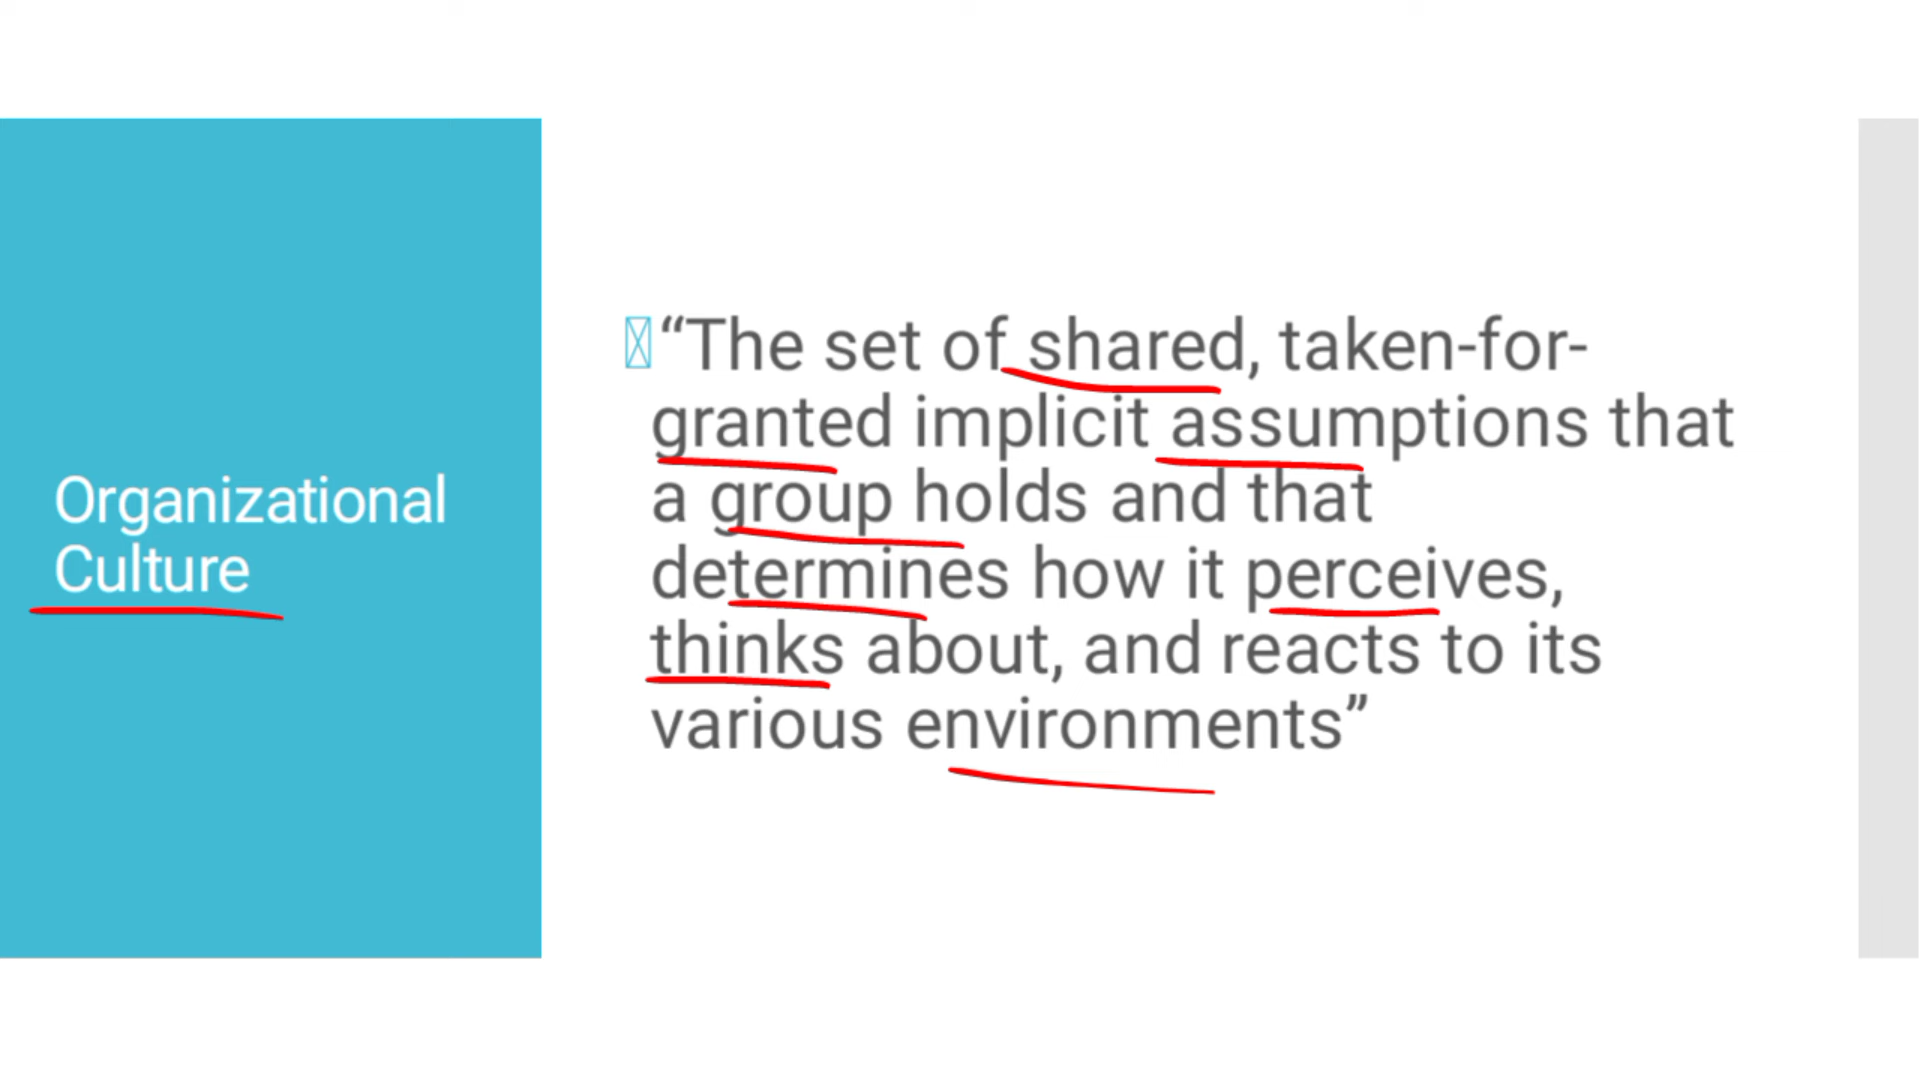 Organizational
Culture
“The set of shared, taken-for-
granted implicit assumptions that
a group holds and that
determines how it perceives,
thinks about, and reacts to its
various environments”